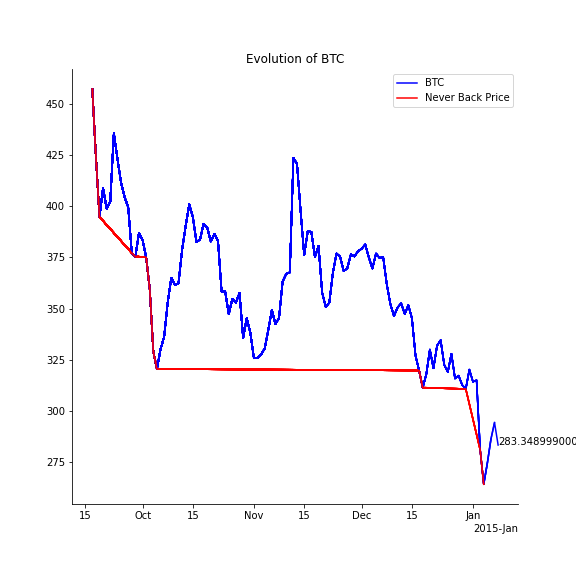 Evolution of BTC
BTC
Never Back Price
450
425
400
375
350
325
300
275
283.348999000
15
Oct
15
Nov
15
Dec
15
Jan
2015-Jan